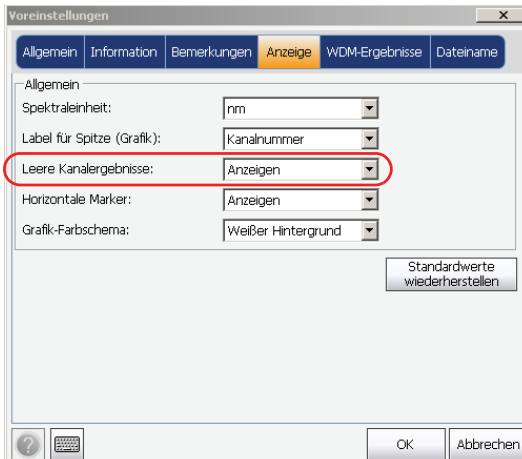 Voreinstellungen
Allgemein Information Bemerkungen Anzeige WDM-Ergebnisse Dateiname
Allgemein
Spektraleinheit: nm
Label für Spitze (Grafik): Kanalnummer
Leere Kanalergebnisse: Anzeigen
Horizontale Marker: Anzeigen
Grafik-Farbschema: Weißer Hintergrund
Standardwerte
wiederherstellen
OK Abbrechen